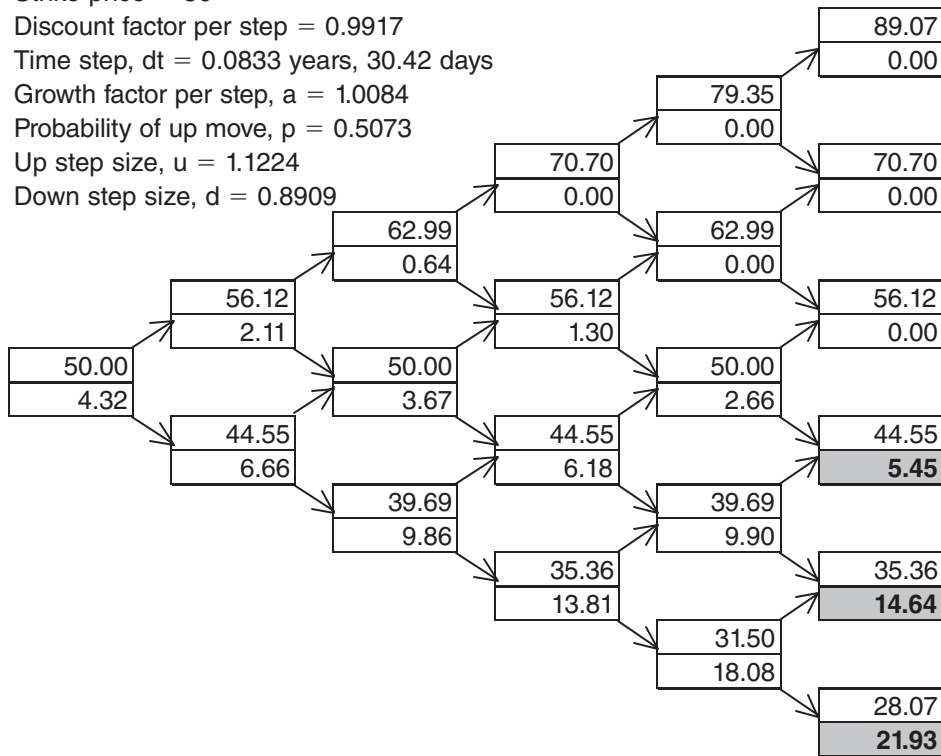 Strike price = 50
Discount factor per step = 0.9917 89.07
Time step, dt = 0.0833 years, 30.42 days 0.00
Growth factor per step, a = 1.0084 79.35
Probability of up move, p = 0.5073 0.00
Up step size, u = 1.1224 70.70 70.70
Down step size, d = 0.8909 0.00 0.00
62.99 62.99
0.64 0.00
56.12 56.12 56.12
2.11 1.30 0.00
50.00 50.00 50.00
4.32 3.67 2.66
44.55 44.55 44.55
6.66 6.18 5.45
39.69 39.69
9.86 9.90
35.36 35.36
13.81 14.64
31.50
18.08
28.07
21.93